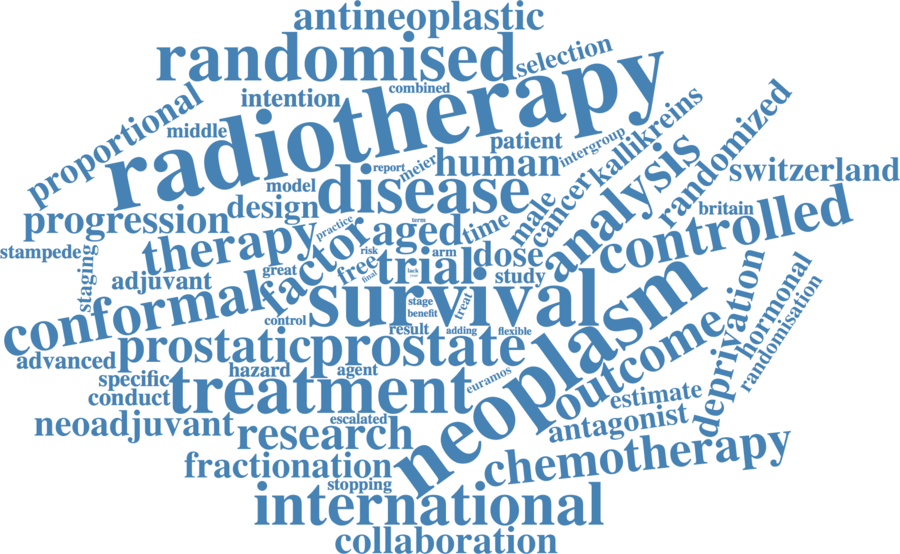 antineoplastic
randomised
selection
combined
intention
radiotherapy
proportional
middle
patient
intergroup
kallikreins
randomized
report
meier
human
cancer
analysis
switzerland
model
disease
design
progression
male
britain
controlled
practice
term
aged
time
stampede
staging
therapy
factor
risk
arm
dose
free
trial
final
lack
great
adjuvant
study
conformal
survival
stage
benefit
treat
neoplasm
deprivation
hormonal
randomisation
control
result
adding
flexible
outcome
advanced
prostatic
prostate
hazard
agent
specific
conduct
treatment
euramos
estimate
antagonist
neoadjuvant
research
escalated
chemotherapy
fractionation
stopping
international
collaboration